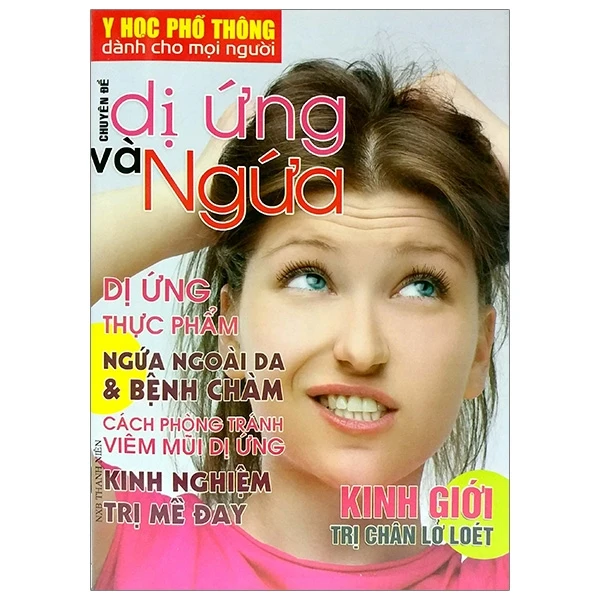 Y HỌC PHỔ THÔNG
dành cho mọi người
CHUYÊN ĐỀ
dị ứng
và Ngứa
DỊ ỨNG
THỰC PHẨM
NGỨA NGOÀI DA
& BỆNH CHÀM
CÁCH PHÒNG TRÁNH
VIÊM MŨI DỊ ỨNG
KINH NGHIỆM
TRỊ MỀ ĐAY
NXB THANH NIÊN
KINH GIỚI
TRỊ CHÂN LỞ LOÉT